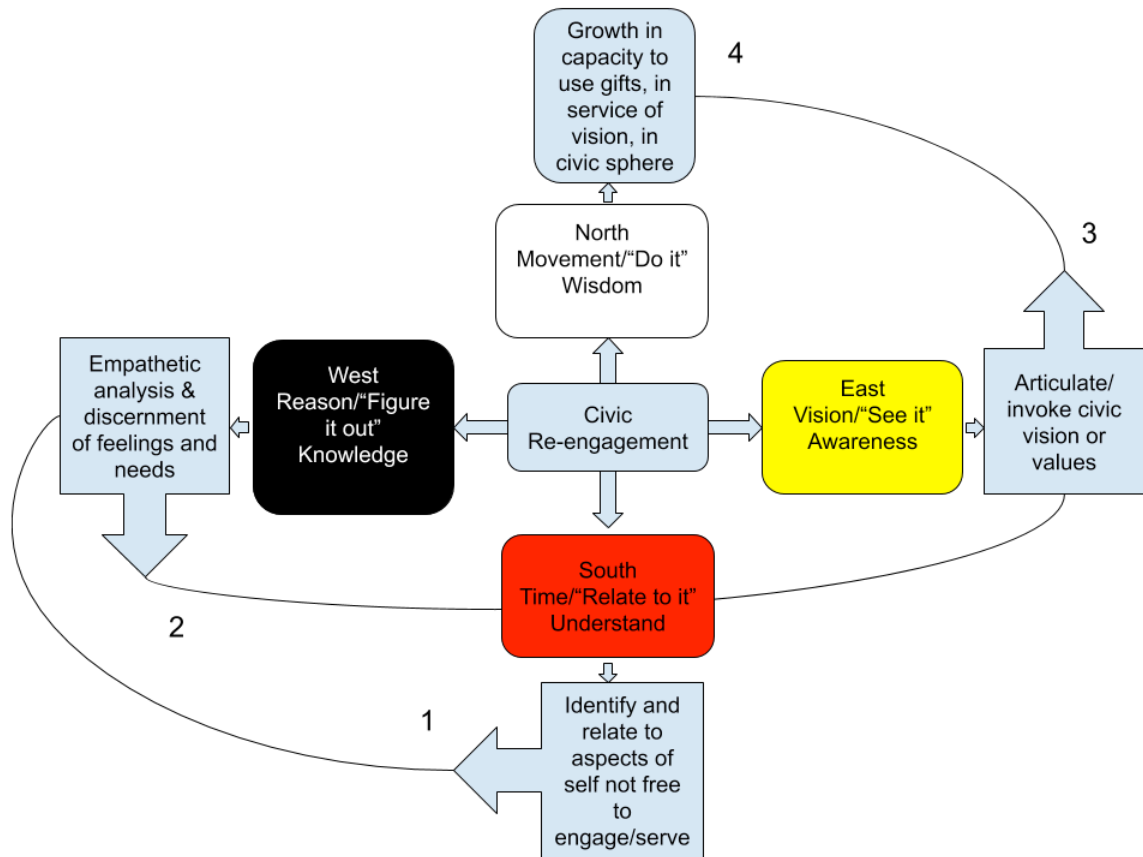 Growth in
capacity to
use gifts, in
service of
vision, in
civic sphere
4
North
Movement/“Do it”
Wisdom
3
Empathetic
analysis &
discernment
of feelings and
needs
West
Reason/“Figure
it out”
Knowledge
Civic
Re-engagement
East
Vision/“See it”
Awareness
Articulate/
invoke civic
vision or
values
South
Time/“Relate to it”
Understand
2
1
Identify and
relate to
aspects of
self not free
to
engage/serve